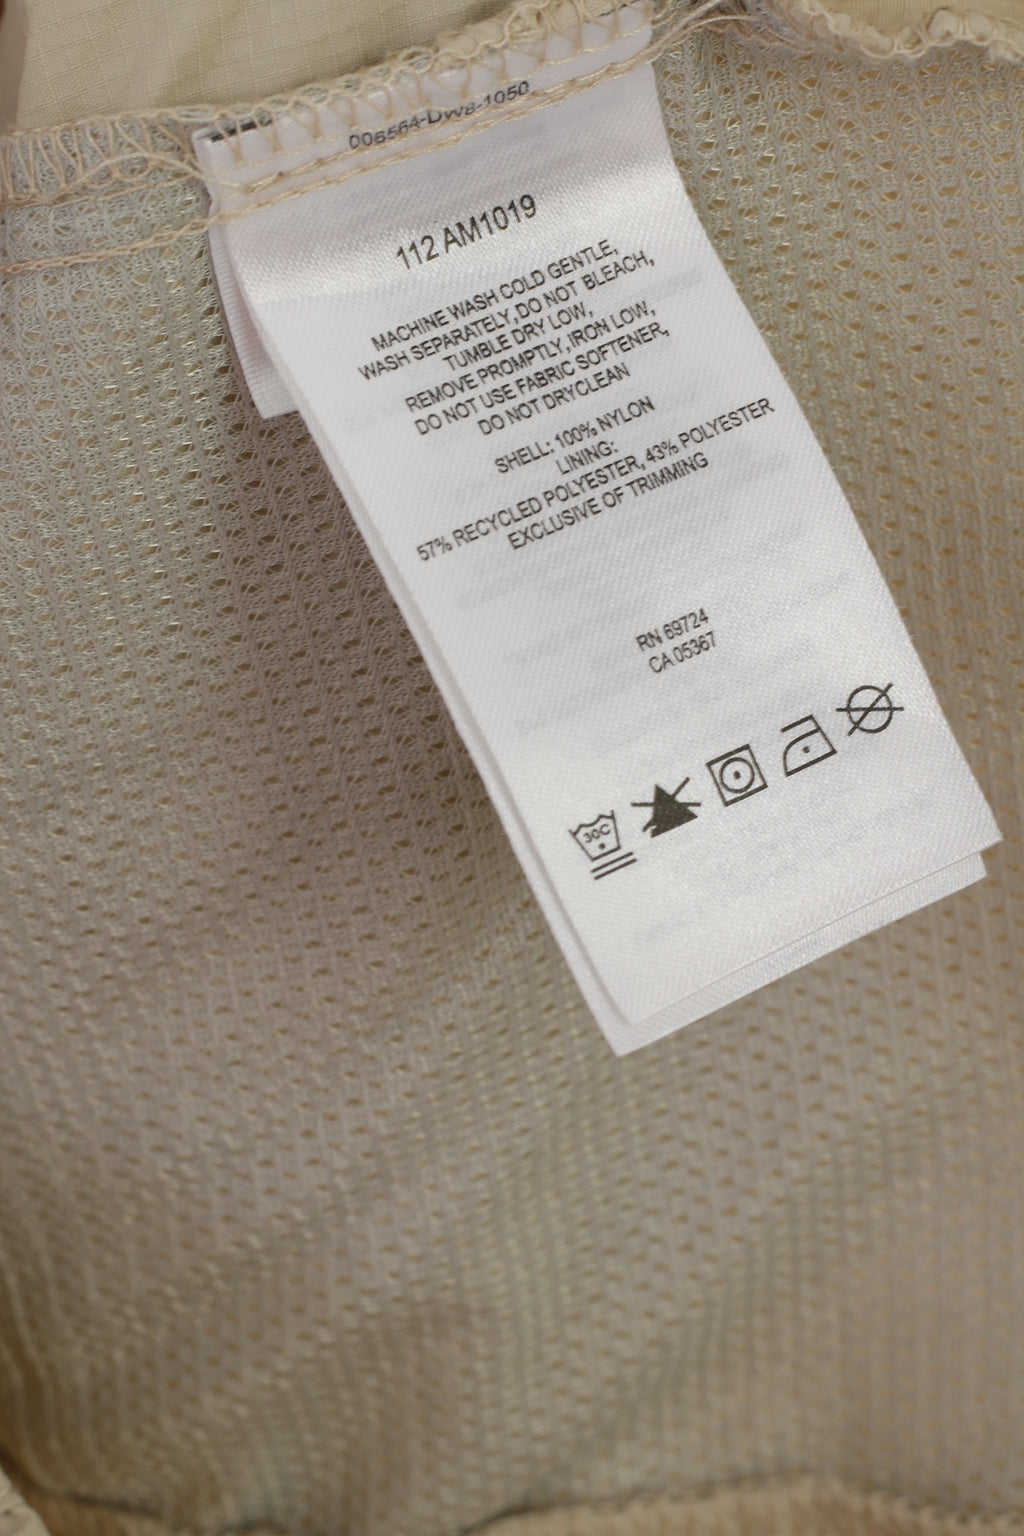 006564-DW8-1050
112 AM1019
MACHINE WASH COLD GENTLE,
WASH SEPARATELY,DO NOT BLEACH,
TUMBLE DRY LOW,
REMOVE PROMPTLY,IRON LOW,
DO NOT USE FABRIC SOFTENER,
DO NOT DRYCLEAN
SHELL: 100% NYLON
LINING:
57% RECYCLED POLYESTER, 43% POLYESTER
EXCLUSIVE OF TRIMMING
RN 69724
CA 05367
30C